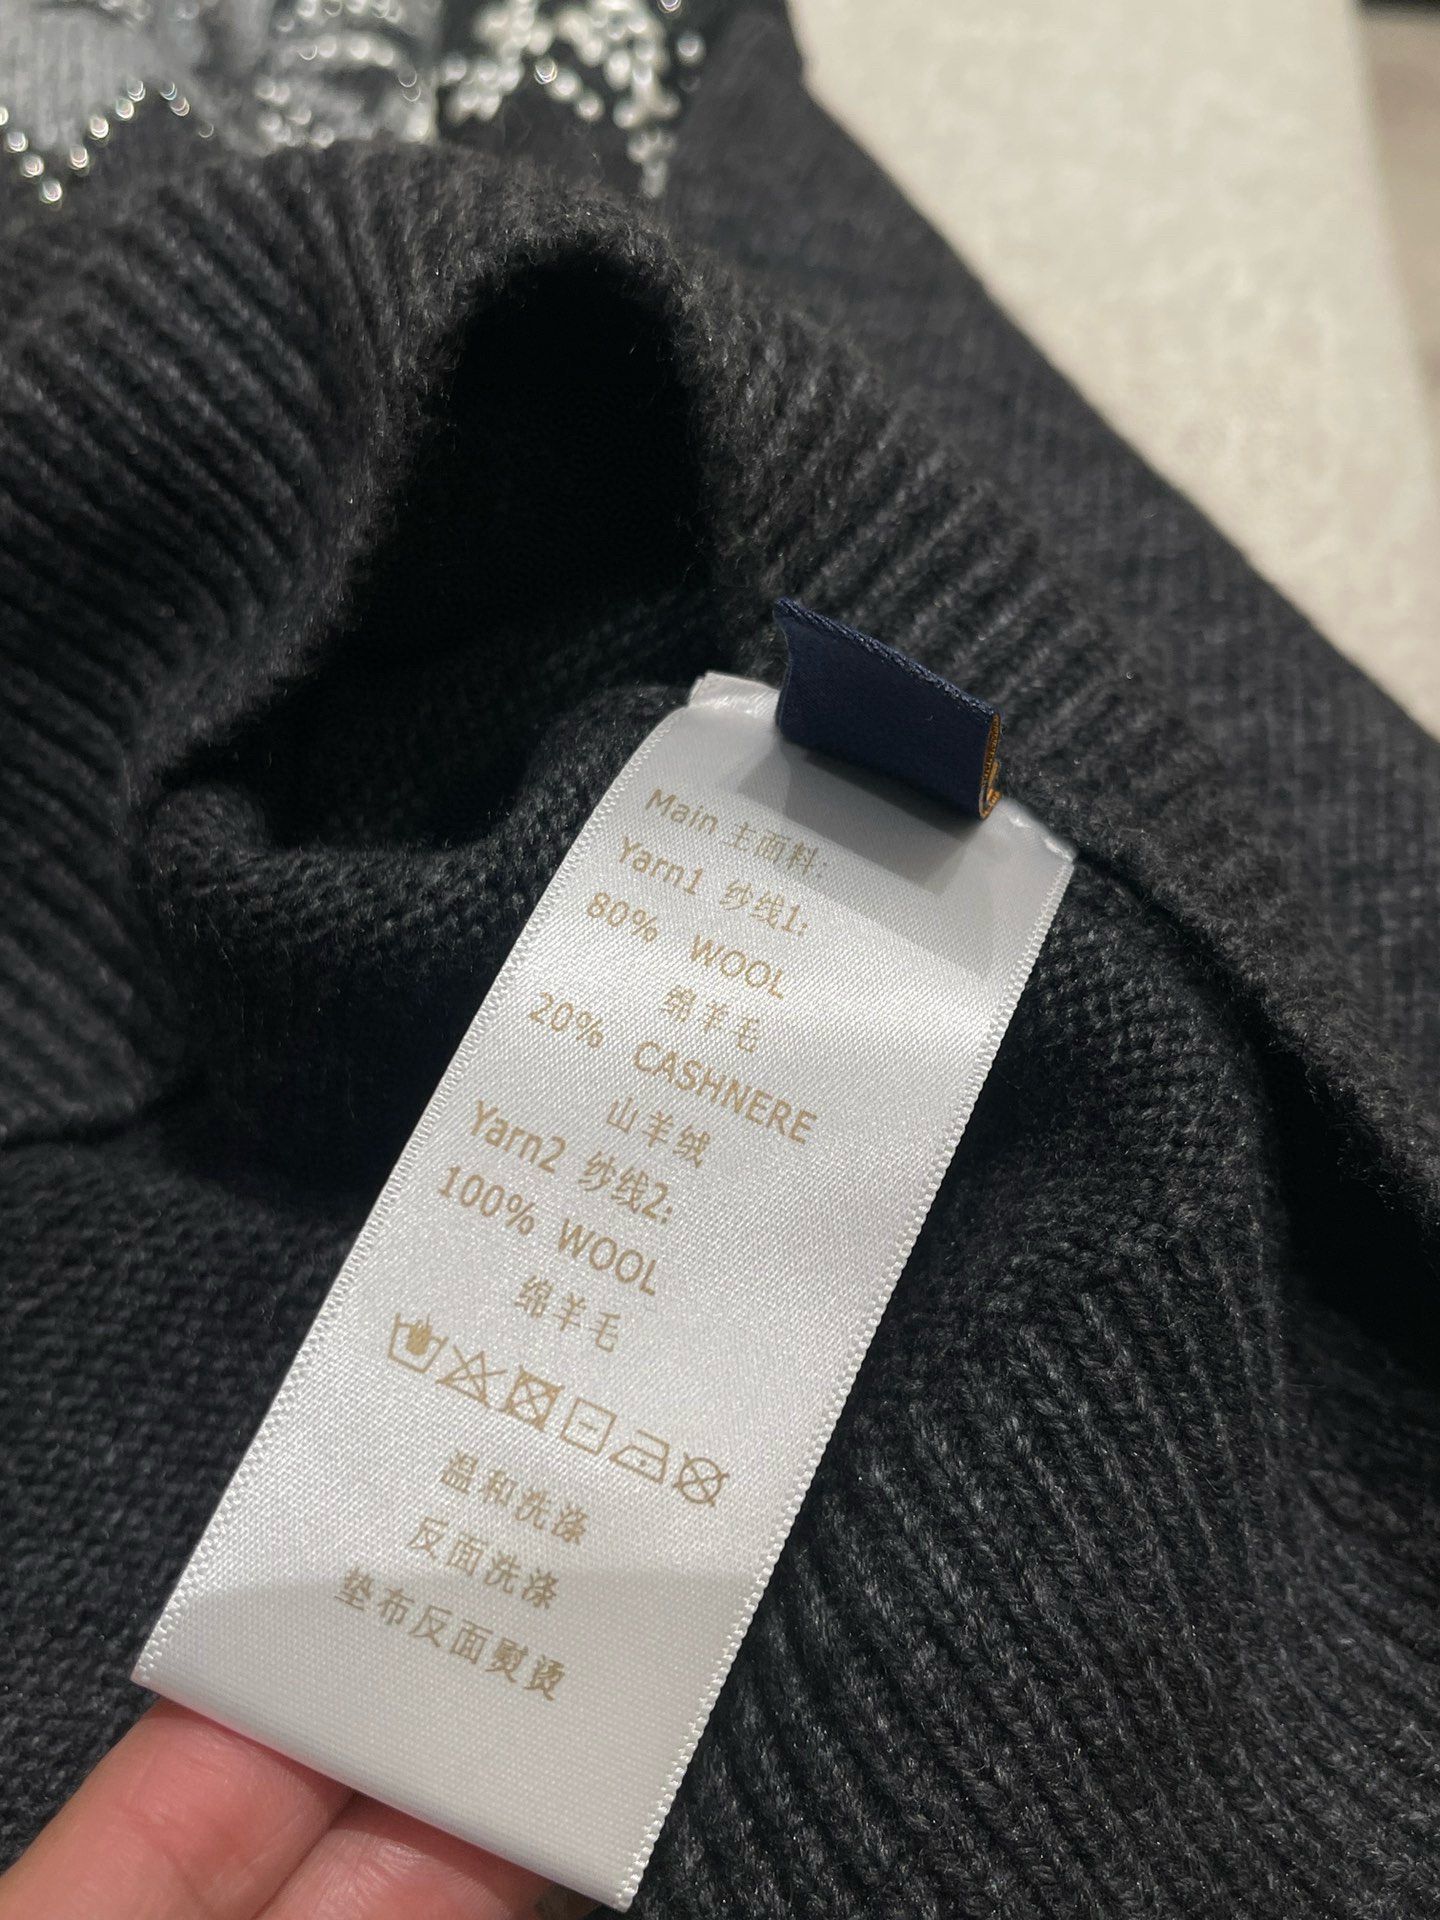 Main 主面料:
Yarn1 纱线1:
80% WOOL
绵羊毛
20% CASHNERE
山羊绒
Yarn2 纱线2:
100% WOOL
绵羊毛
温和洗涤
反面洗涤
垫布反面熨烫